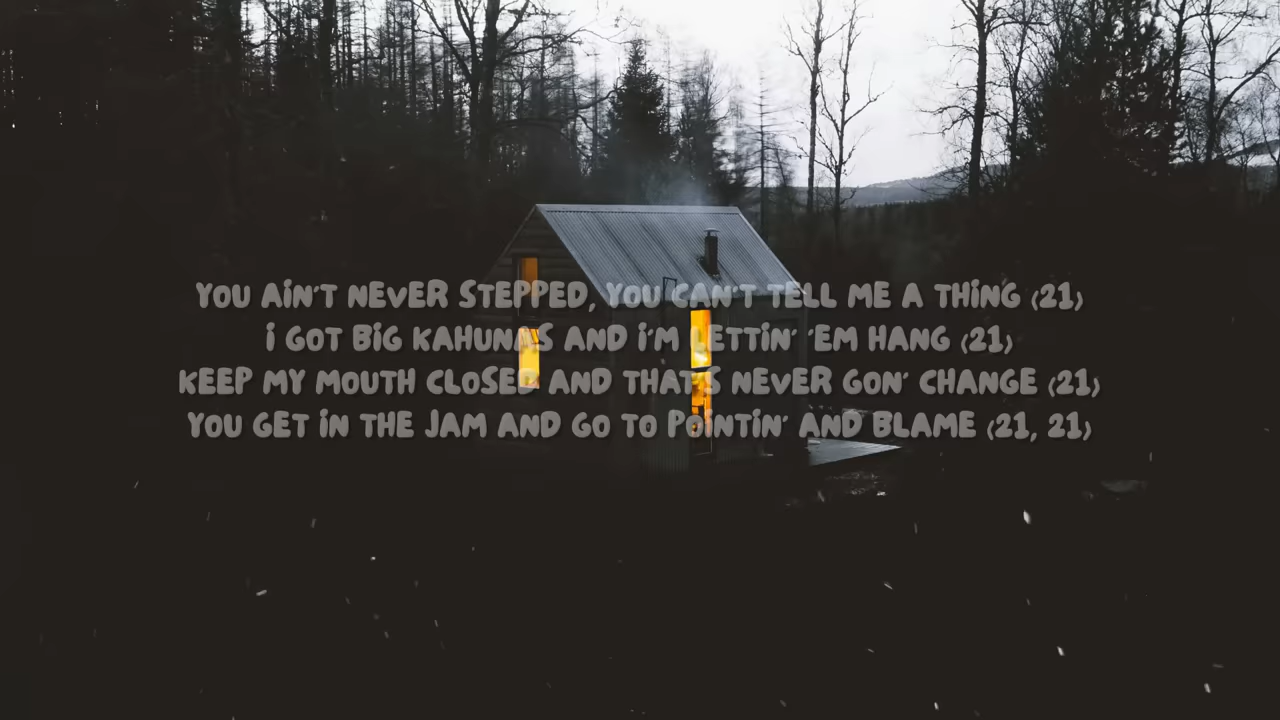 YOU AIN'T NEVER STEPPED, YOU CAN'T TELL ME A THING (21)
I GOT BIG KAHUNAS AND I'M LETTIN' 'EM HANG (21)
KEEP MY MOUTH CLOSED AND THAT'S NEVER GON' CHANGE (21)
YOU GET IN THE JAM AND GO TO POINTIN' AND BLAME (21, 21)